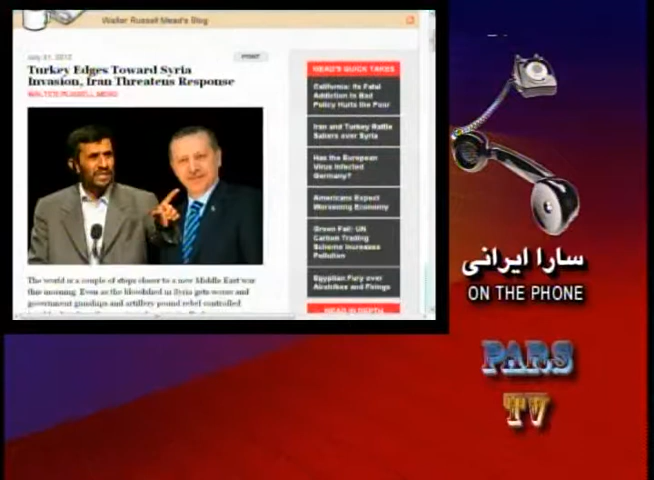 Walter Russell Mead's Blog
July 31, 2012
PRINT
Turkey Edges Toward Syria
Invasion, Iran Threatens Response
WALTER RUSSELL MEAD
The world is a couple of steps closer to a new Middle East war
this morning. Even as the bloodshed in Syria gets worse and
government gunships and artillery pound rebel controlled
MEAD'S QUICK TAKES
California: Its Fatal
Addiction to Bad
Policy Hurts the Poor
Iran and Turkey Rattle
Sabers over Syria
Has the European
Virus Infected
Germany?
Americans Expect
Worsening Economy
Green Fail: UN
Carbon Trading
Scheme Increases
Pollution
Egyptian Fury over
Airstrikes and Firings
MEAD IN DEPTH
سارا ایرانی
ON THE PHONE
PARS
TV